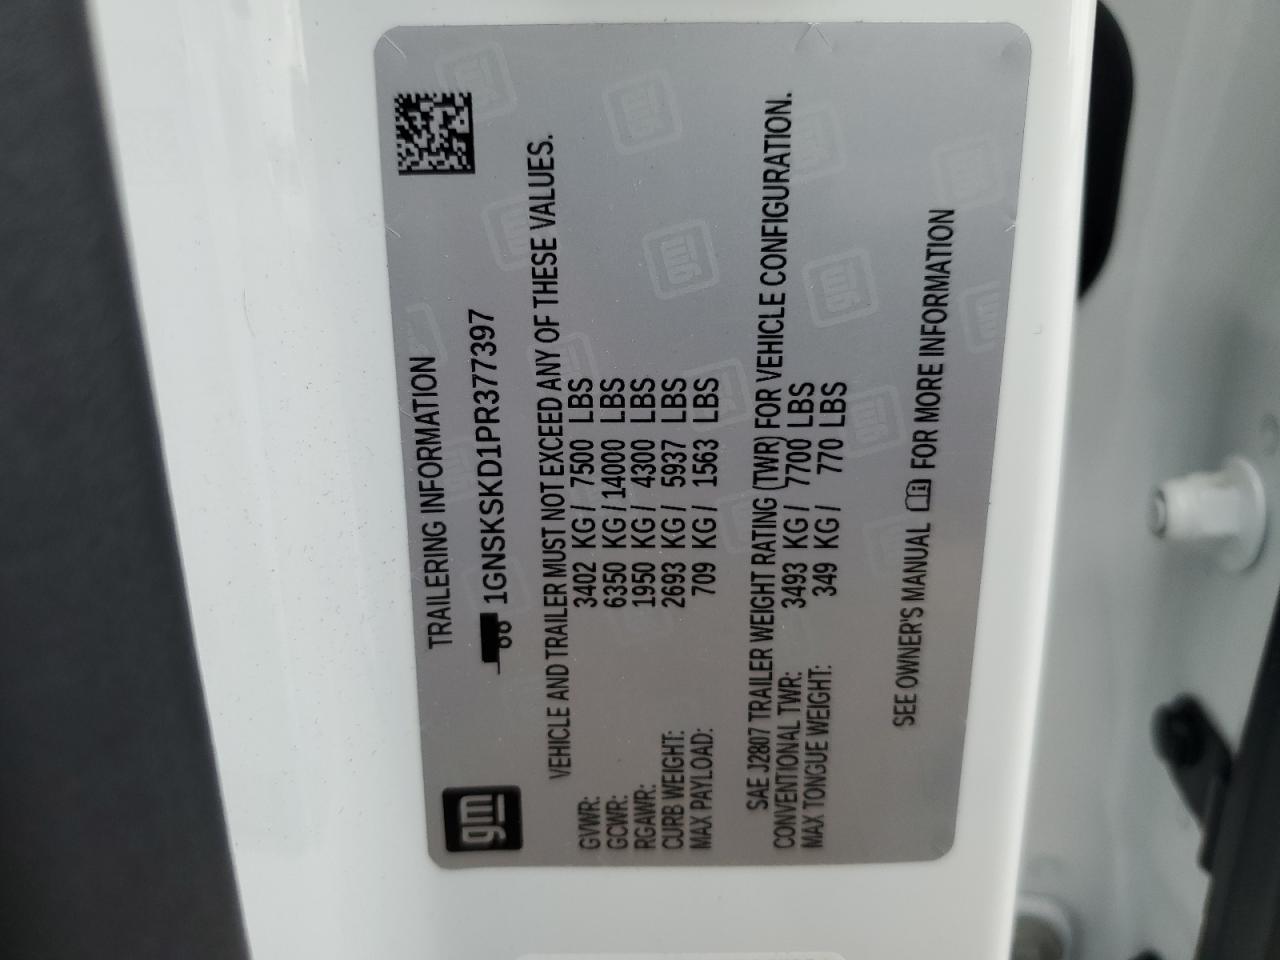 gm
TRAILERING INFORMATION
1GNSKSKD1PR377397
VEHICLE AND TRAILER MUST NOT EXCEED ANY OF THESE VALUES.
GVWR: 3402 KG / 7500 LBS
GCWR: 6350 KG / 14000 LBS
RGAWR: 1950 KG / 4300 LBS
CURB WEIGHT: 2693 KG / 5937 LBS
MAX PAYLOAD: 709 KG / 1563 LBS
SAE J2807 TRAILER WEIGHT RATING (TWR) FOR VEHICLE CONFIGURATION.
CONVENTIONAL TWR: 3493 KG / 7700 LBS
MAX TONGUE WEIGHT: 349 KG / 770 LBS
SEE OWNER'S MANUAL FOR MORE INFORMATION